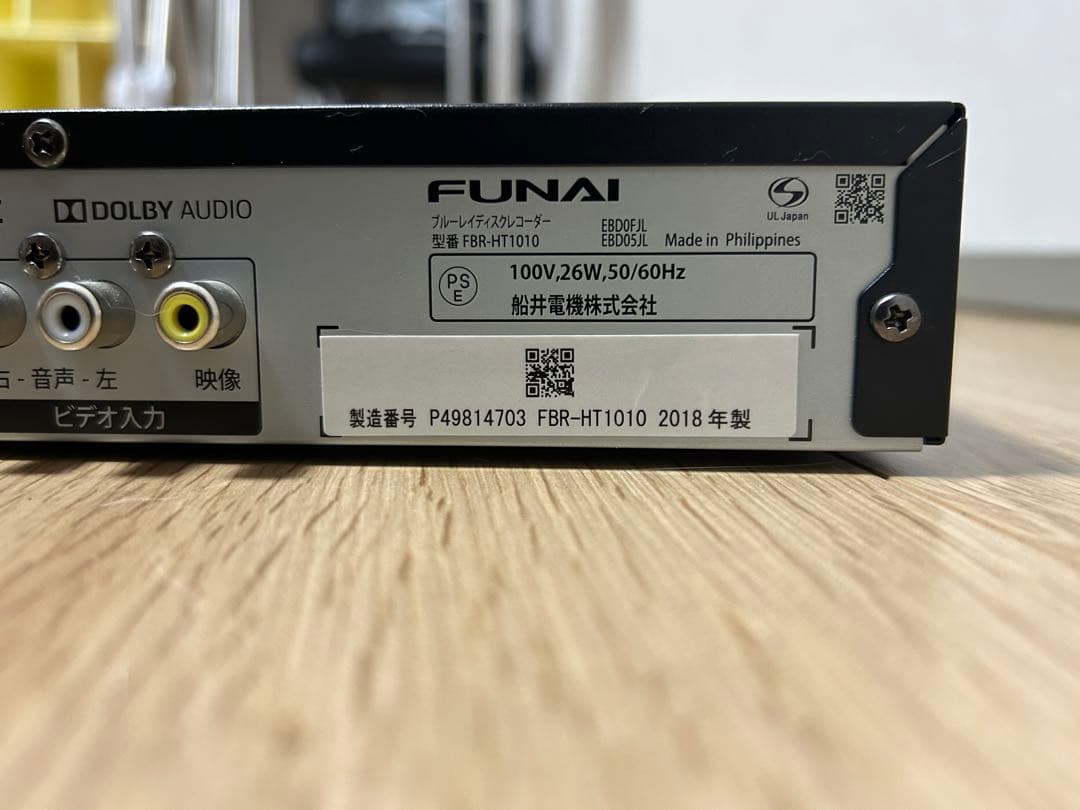 DOLBY AUDIO
音声 - 左
映像
ビデオ入力
FUNAI
ブルーレイディスクレコーダー
型番 FBR-HT1010
EBD0FJL
EBD05JL
Made in Philippines
UL Japan
PS
E
100V,26W,50/60Hz
船井電機株式会社
製造番号 P49814703 FBR-HT1010 2018 年製